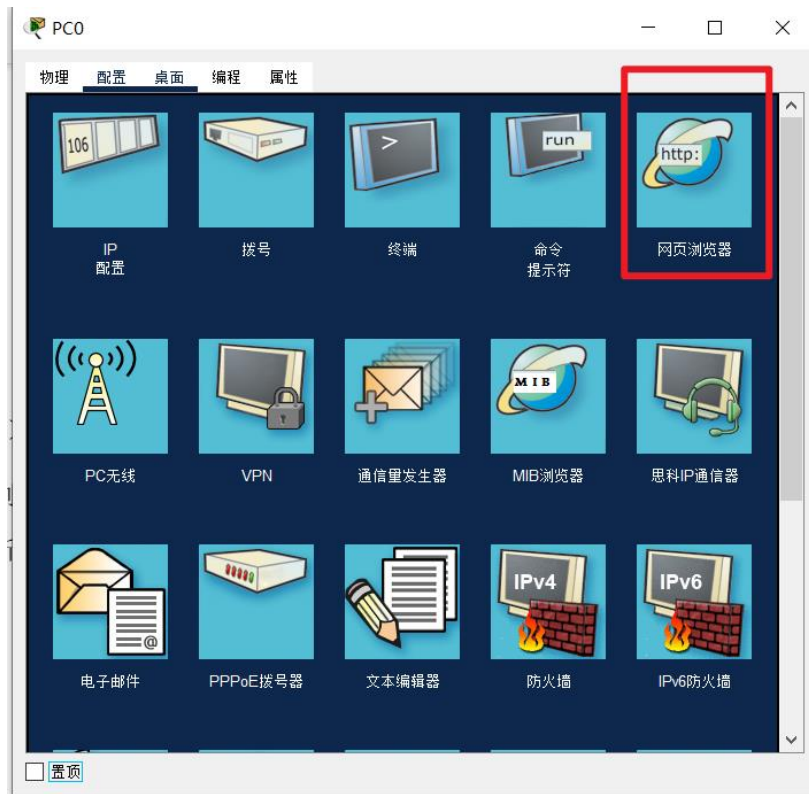 PC0
物理 配置 桌面 编程 属性
106
>
run
http:
IP
配置
拨号
终端
命令
提示符
网页浏览器
MIB
PC无线
VPN
通信量发生器
MIB浏览器
思科IP通信器
@
IPv4
IPv6
电子邮件
PPPoE拨号器
文本编辑器
防火墙
IPv6防火墙
置顶